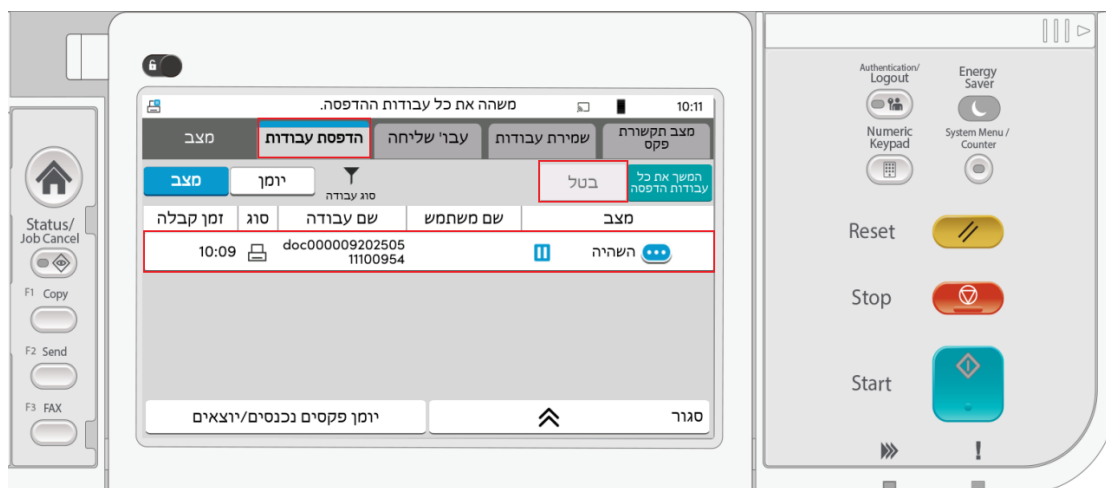 Authentication/
Logout
Energy
Saver
Numeric
Keypad
System Menu /
Counter
Reset
Stop
Start
Status/
Job Cancel
F1 Copy
F2 Send
F3 FAX
משהה את כל עבודות ההדפסה.
10:11
מצב
הדפסת עבודות
עבו' שליחה
שמירת עבודות
מצב תקשורת
פקס
מצב
יומן
סוג עבודה
בטל
המשך את כל
עבודות הדפסה
זמן קבלה
סוג
שם עבודה
שם משתמש
מצב
10:09
doc000009202505
11100954
השהיה
יומן פקסים נכנסים/יוצאים
סגור